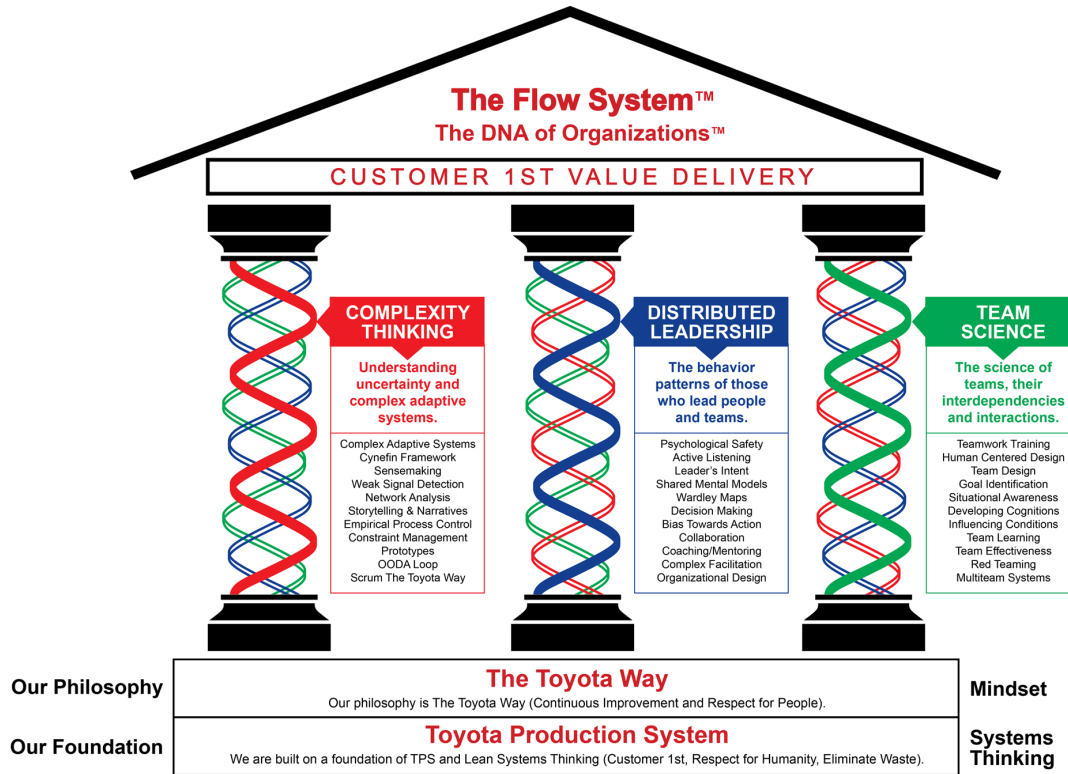 The Flow System™
The DNA of Organizations™
CUSTOMER 1ST VALUE DELIVERY
COMPLEXITY
THINKING
Understanding
uncertainty and
complex adaptive
systems.
Complex Adaptive Systems
Cynefin Framework
Sensemaking
Weak Signal Detection
Network Analysis
Storytelling & Narratives
Empirical Process Control
Constraint Management
Prototypes
OODA Loop
Scrum The Toyota Way
DISTRIBUTED
LEADERSHIP
The behavior
patterns of those
who lead people
and teams.
Psychological Safety
Active Listening
Leader's Intent
Shared Mental Models
Wardley Maps
Decision Making
Bias Towards Action
Collaboration
Coaching/Mentoring
Complex Facilitation
Organizational Design
TEAM
SCIENCE
The science of
teams, their
interdependencies
and interactions.
Teamwork Training
Human Centered Design
Team Design
Goal Identification
Situational Awareness
Developing Cognitions
Influencing Conditions
Team Learning
Team Effectiveness
Red Teaming
Multiteam Systems
Our Philosophy
The Toyota Way
Our philosophy is The Toyota Way (Continuous Improvement and Respect for People).
Mindset
Our Foundation
Toyota Production System
We are built on a foundation of TPS and Lean Systems Thinking (Customer 1st, Respect for Humanity, Eliminate Waste).
Systems
Thinking